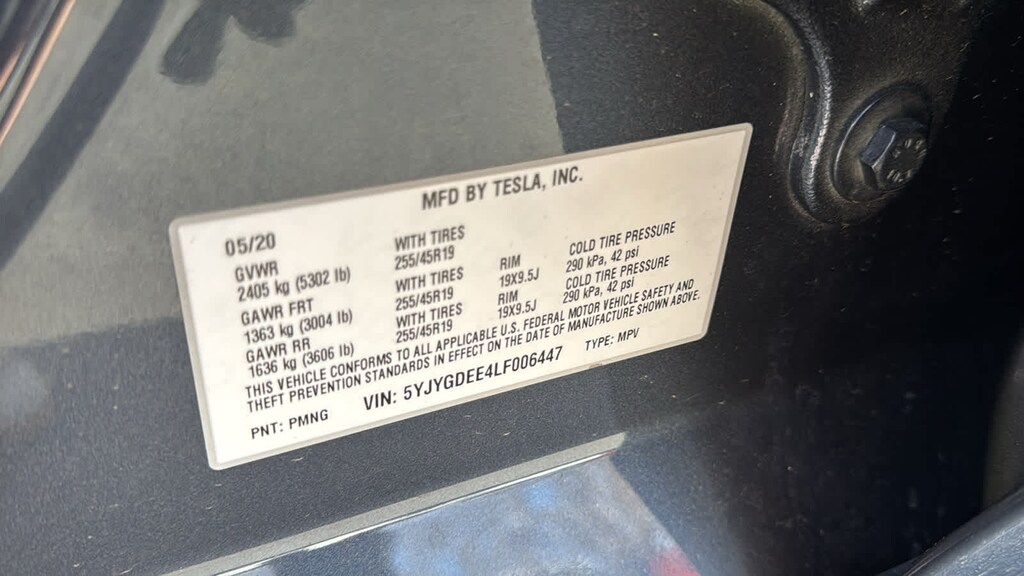 MFD BY TESLA, INC.
05/20
GVWR WITH TIRES RIM COLD TIRE PRESSURE
2405 kg (5302 lb) 255/45R19 19X9.5J 290 kPa, 42 psi
GAWR FRT WITH TIRES RIM COLD TIRE PRESSURE
1363 kg (3004 lb) 255/45R19 19X9.5J 290 kPa, 42 psi
GAWR RR WITH TIRES
1636 kg (3606 lb) 255/45R19
THIS VEHICLE CONFORMS TO ALL APPLICABLE U.S. FEDERAL MOTOR VEHICLE SAFETY AND
THEFT PREVENTION STANDARDS IN EFFECT ON THE DATE OF MANUFACTURE SHOWN ABOVE.
PNT: PMNG VIN: 5YJYGDEE4LF006447 TYPE: MPV